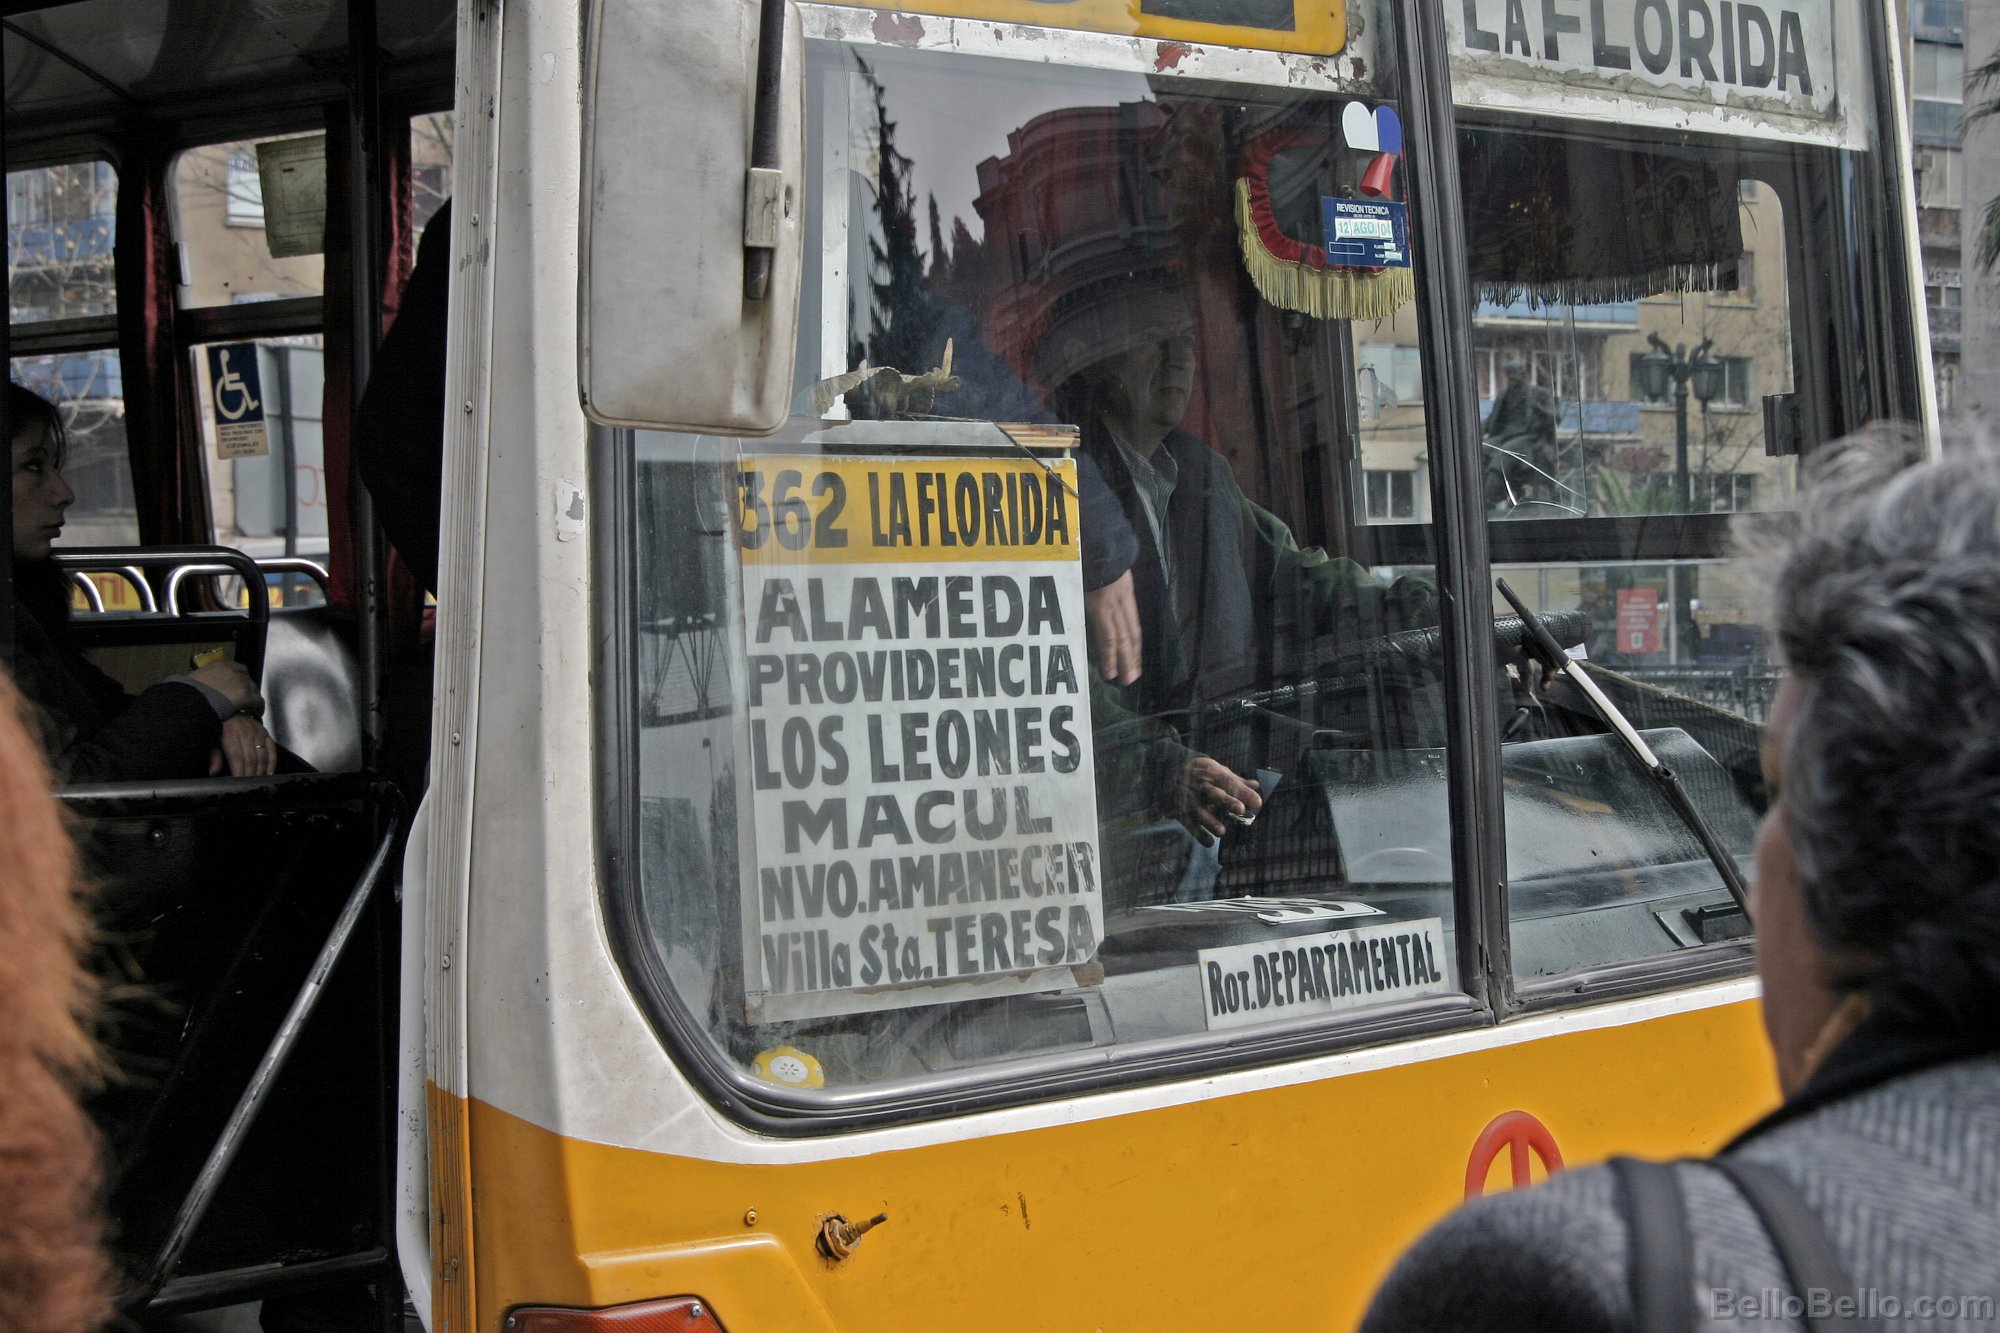 LA FLORIDA
REVISION TECNICA
12 AGO. 04
362 LA FLORIDA
ALAMEDA
PROVIDENCIA
LOS LEONES
MACUL
NVO. AMANECER
Villa Sta. TERESA
ROT. DEPARTAMENTAL
CÉDALO
BelloBello.com